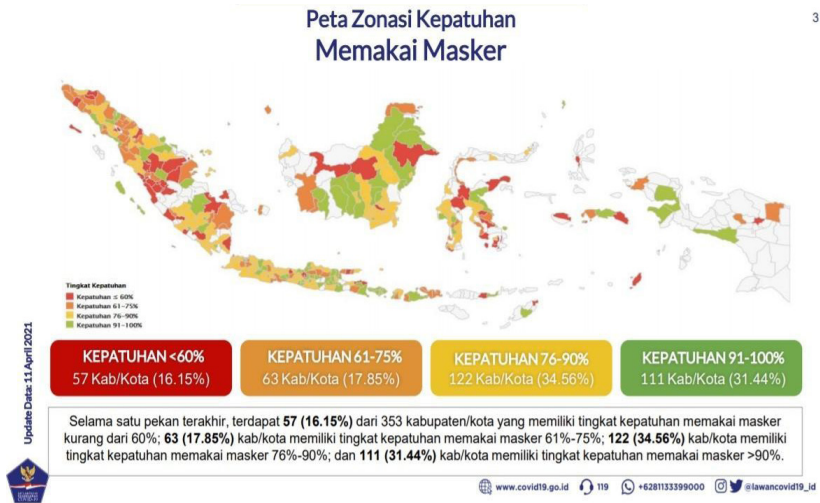 Peta Zonasi Kepatuhan
3
Memakai Masker
Tingkat Kepatuhan
Kepatuhan ≤ 60%
Kepatuhan 61-75%
Kepatuhan 76-90%
Kepatuhan 91-100%
Update Data: 11 April 2021
KEPATUHAN <60%
57 Kab/Kota (16.15%)
KEPATUHAN 61-75%
63 Kab/Kota (17.85%)
KEPATUHAN 76-90%
122 Kab/Kota (34.56%)
KEPATUHAN 91-100%
111 Kab/Kota (31.44%)
Selama satu pekan terakhir, terdapat 57 (16.15%) dari 353 kabupaten/kota yang memiliki tingkat kepatuhan memakai masker
kurang dari 60%; 63 (17.85%) kab/kota memiliki tingkat kepatuhan memakai masker 61%-75%; 122 (34.56%) kab/kota memiliki
tingkat kepatuhan memakai masker 76%-90%; dan 111 (31.44%) kab/kota memiliki tingkat kepatuhan memakai masker >90%.
www.covid19.go.id 119 +6281133399000 @lawancovid19_id